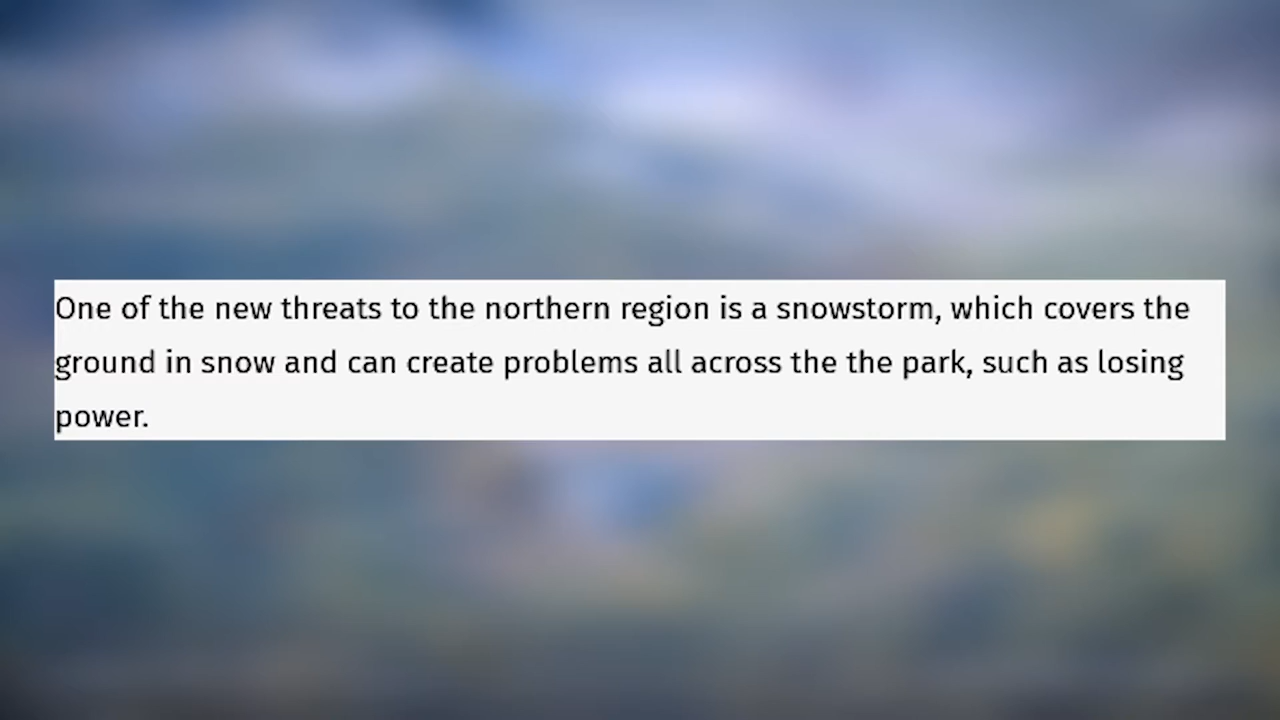 One of the new threats to the northern region is a snowstorm, which covers the
ground in snow and can create problems all across the the park, such as losing
power.